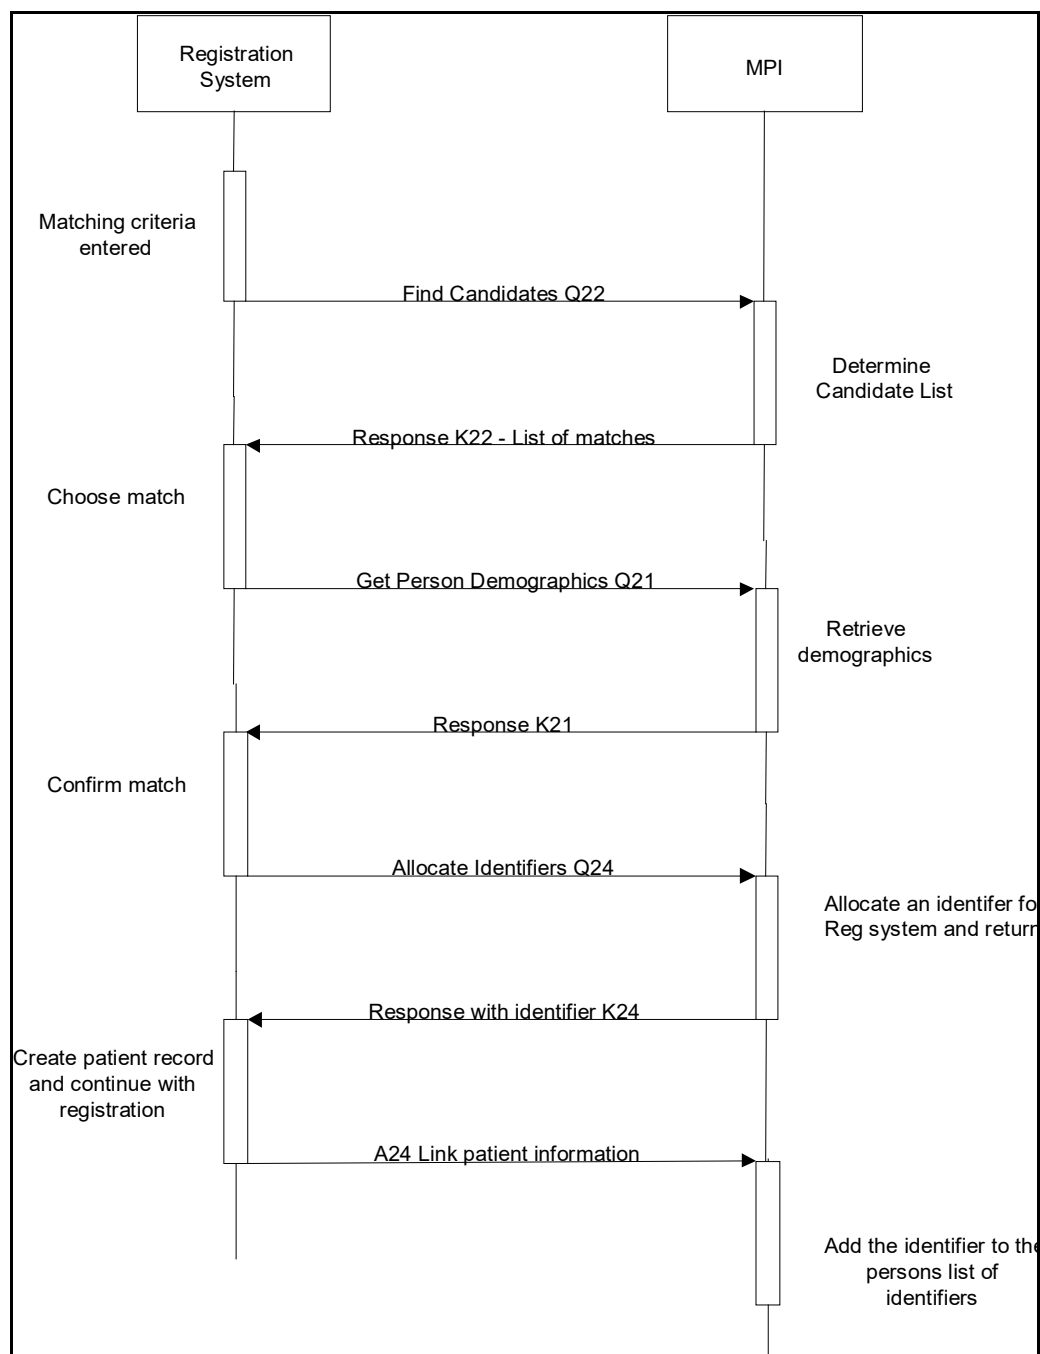 Registration
System
MPI
Matching criteria
entered
Find Candidates Q22
Determine
Candidate List
Response K22 - List of matches
Choose match
Get Person Demographics Q21
Retrieve
demographics
Response K21
Confirm match
Allocate Identifiers Q24
Allocate an identifer fo
Reg system and return
Response with identifier K24
Create patient record
and continue with
registration
A24 Link patient information
Add the identifier to the
persons list of
identifiers